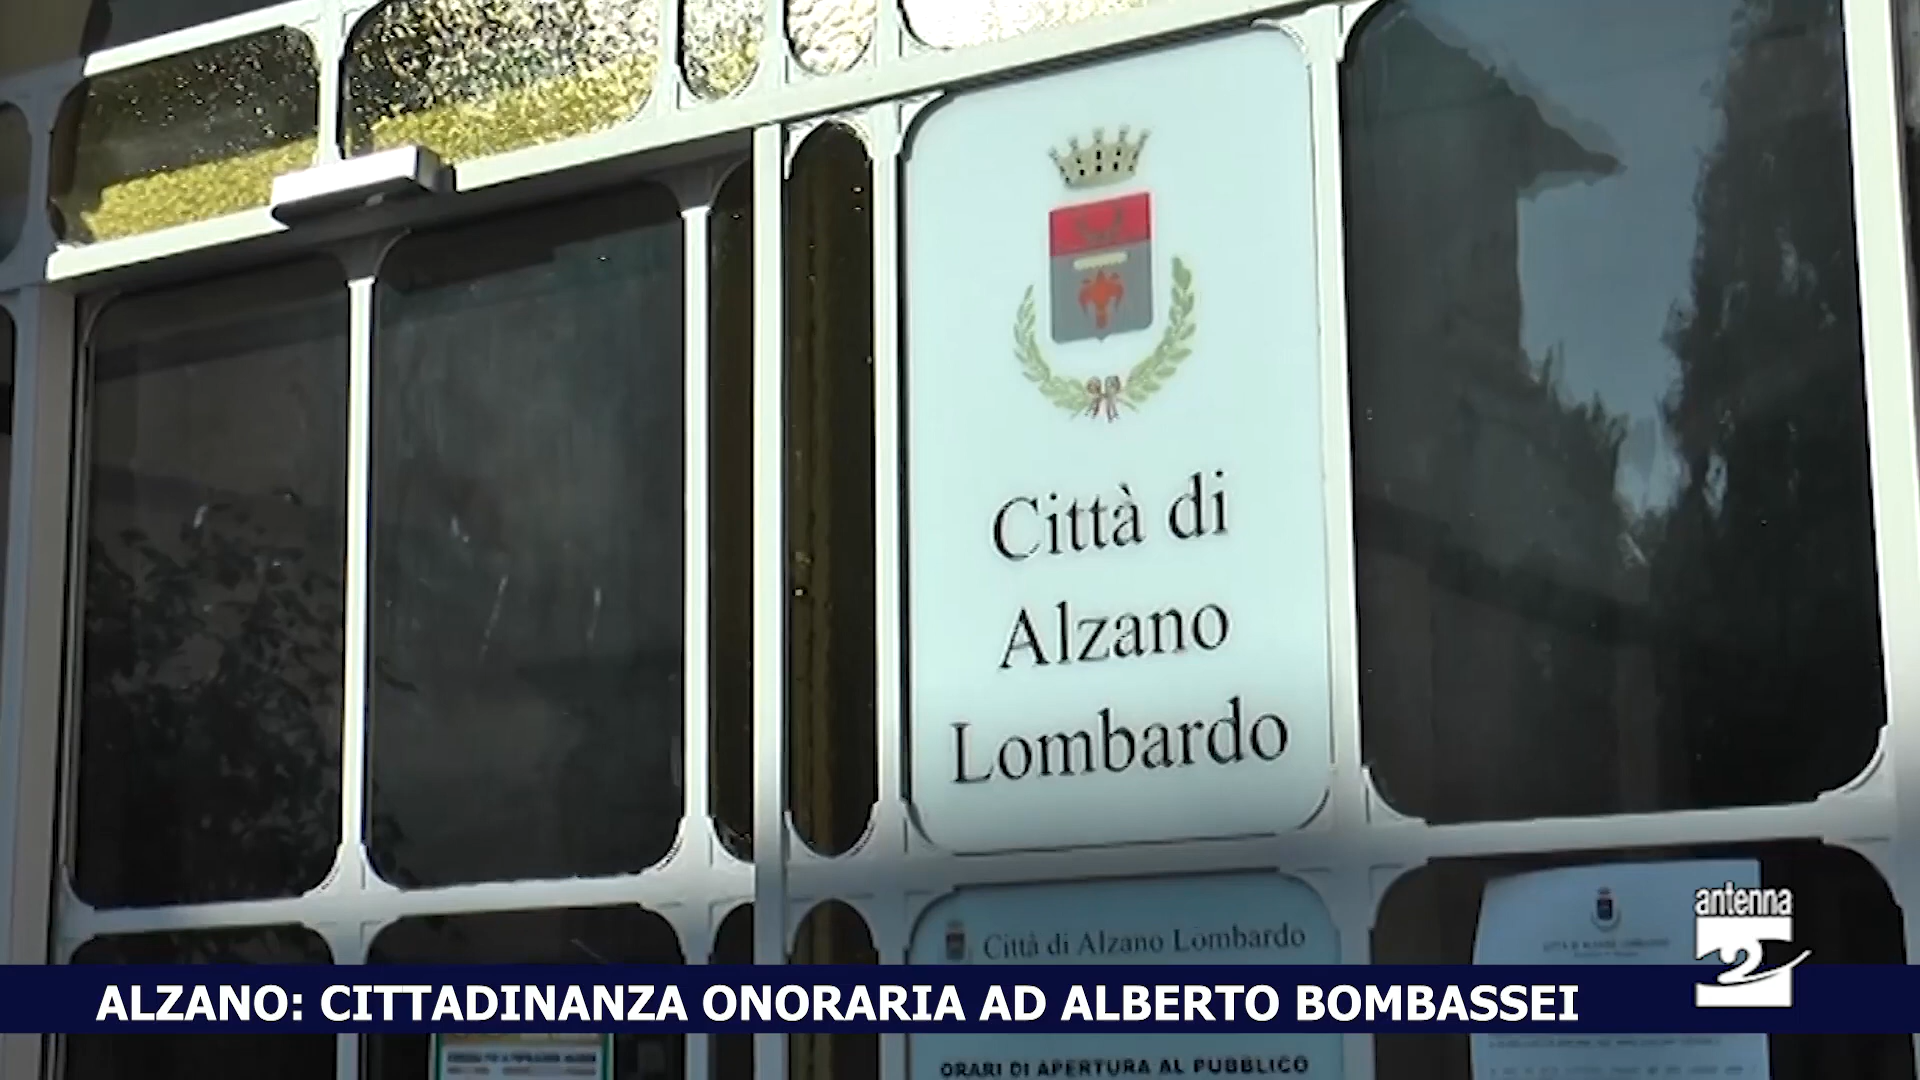 Città di
Alzano
Lombardo
Città di Alzano Lombardo
antenna
2
ALZANO: CITTADINANZA ONORARIA AD ALBERTO BOMBASSEI
ORARI DI APERTURA AL PUBBLICO